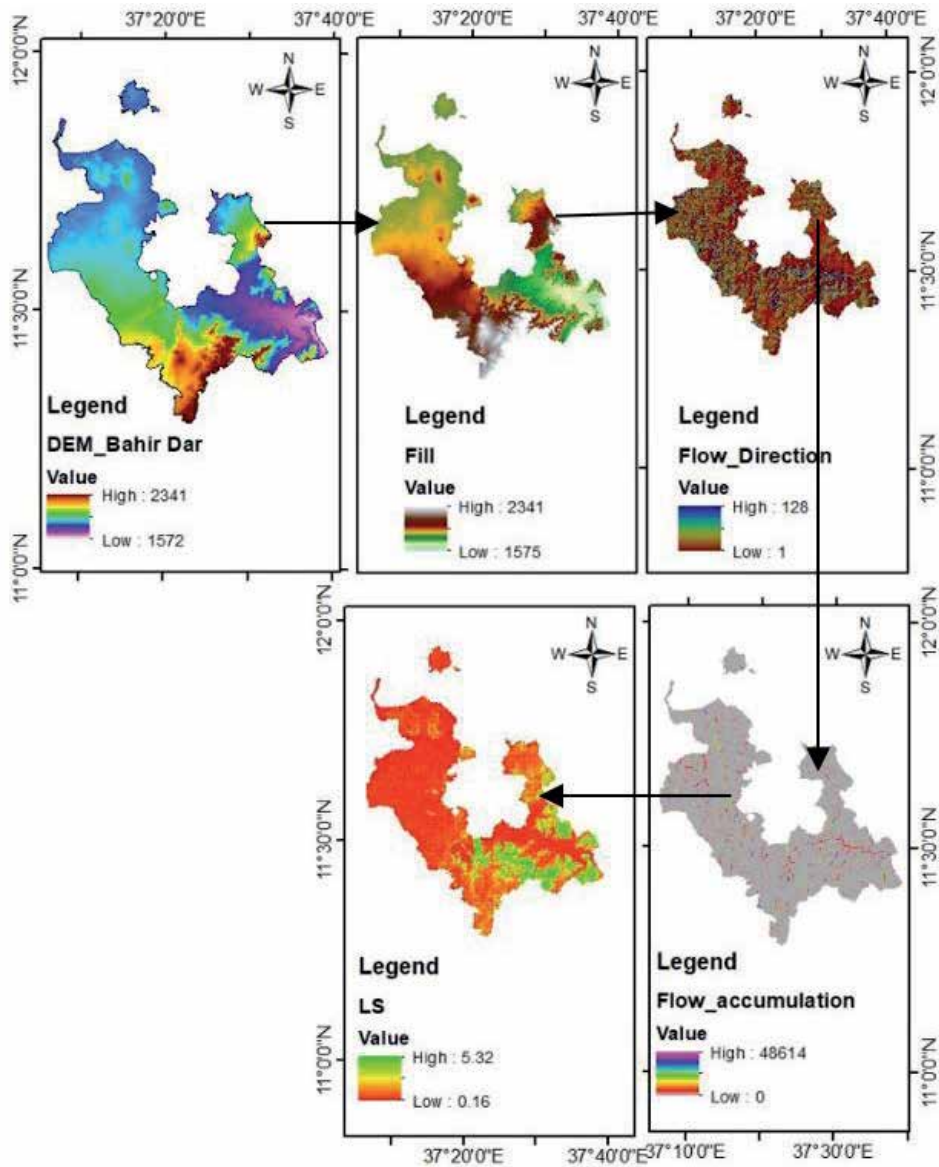 37°20'0"E 37°40'0"E
37°20'0"E 37°40'0"E
37°20'0"E 37°40'0"E
12°0'0"N
11°30'0"N
11°0'0"N
N
W E
S
Legend
DEM_Bahir Dar
Value
High : 2341
Low : 1572
N
W E
S
Legend
Fill
Value
High : 2341
Low : 1575
N
W E
S
Legend
Flow_Direction
Value
High : 128
Low : 1
12°0'0"N
11°30'0"N
11°0'0"N
12°0'0"N
11°30'0"N
11°0'0"N
N
W E
S
Legend
LS
Value
High : 5.32
Low : 0.16
37°20'0"E 37°40'0"E
N
W E
S
Legend
Flow_accumulation
Value
High : 48614
Low : 0
12°0'0"N
11°30'0"N
11°0'0"N
37°10'0"E 37°30'0"E